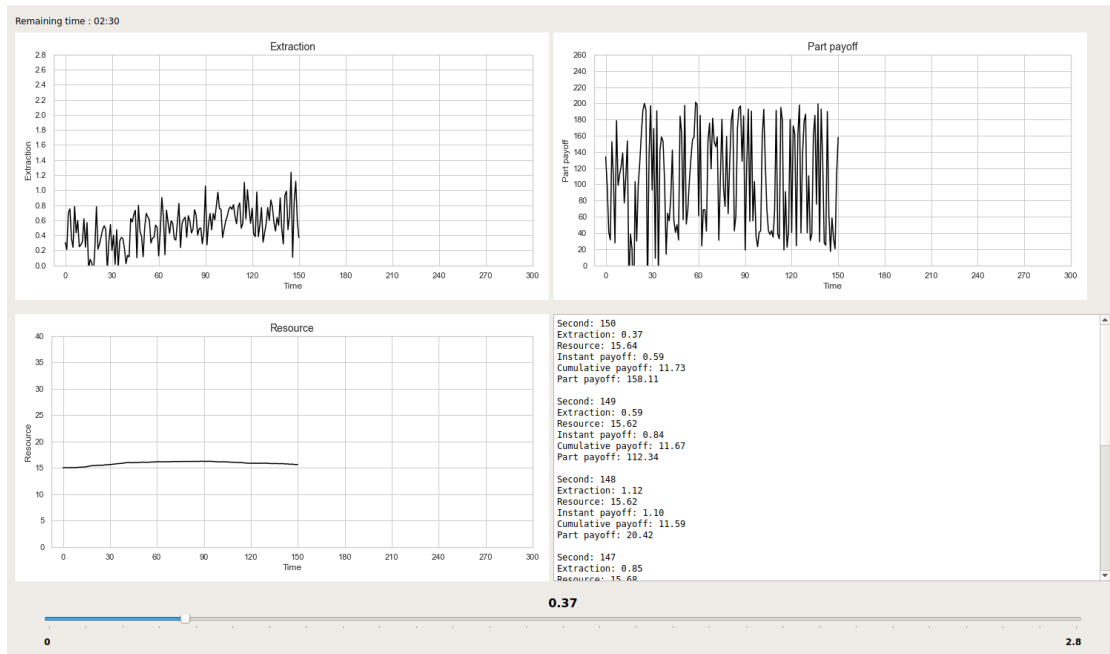 Remaining time : 02:30
Extraction
2.8
2.6
2.4
2.2
2.0
1.8
1.6
1.4
1.2
1.0
0.8
0.6
0.4
0.2
0.0
Extraction
0 30 60 90 120 150 180 210 240 270 300
Time
Part payoff
260
240
220
200
180
160
140
120
100
80
60
40
20
0
Part payoff
0 30 60 90 120 150 180 210 240 270 300
Time
Resource
40
35
30
25
20
15
10
5
0
Resource
0 30 60 90 120 150 180 210 240 270 300
Time
Second: 150
Extraction: 0.37
Resource: 15.64
Instant payoff: 0.59
Cumulative payoff: 11.73
Part payoff: 158.11
Second: 149
Extraction: 0.59
Resource: 15.62
Instant payoff: 0.84
Cumulative payoff: 11.67
Part payoff: 112.34
Second: 148
Extraction: 1.12
Resource: 15.62
Instant payoff: 1.10
Cumulative payoff: 11.59
Part payoff: 20.42
Second: 147
Extraction: 0.85
Resource: 15.68
0.37
0 2.8